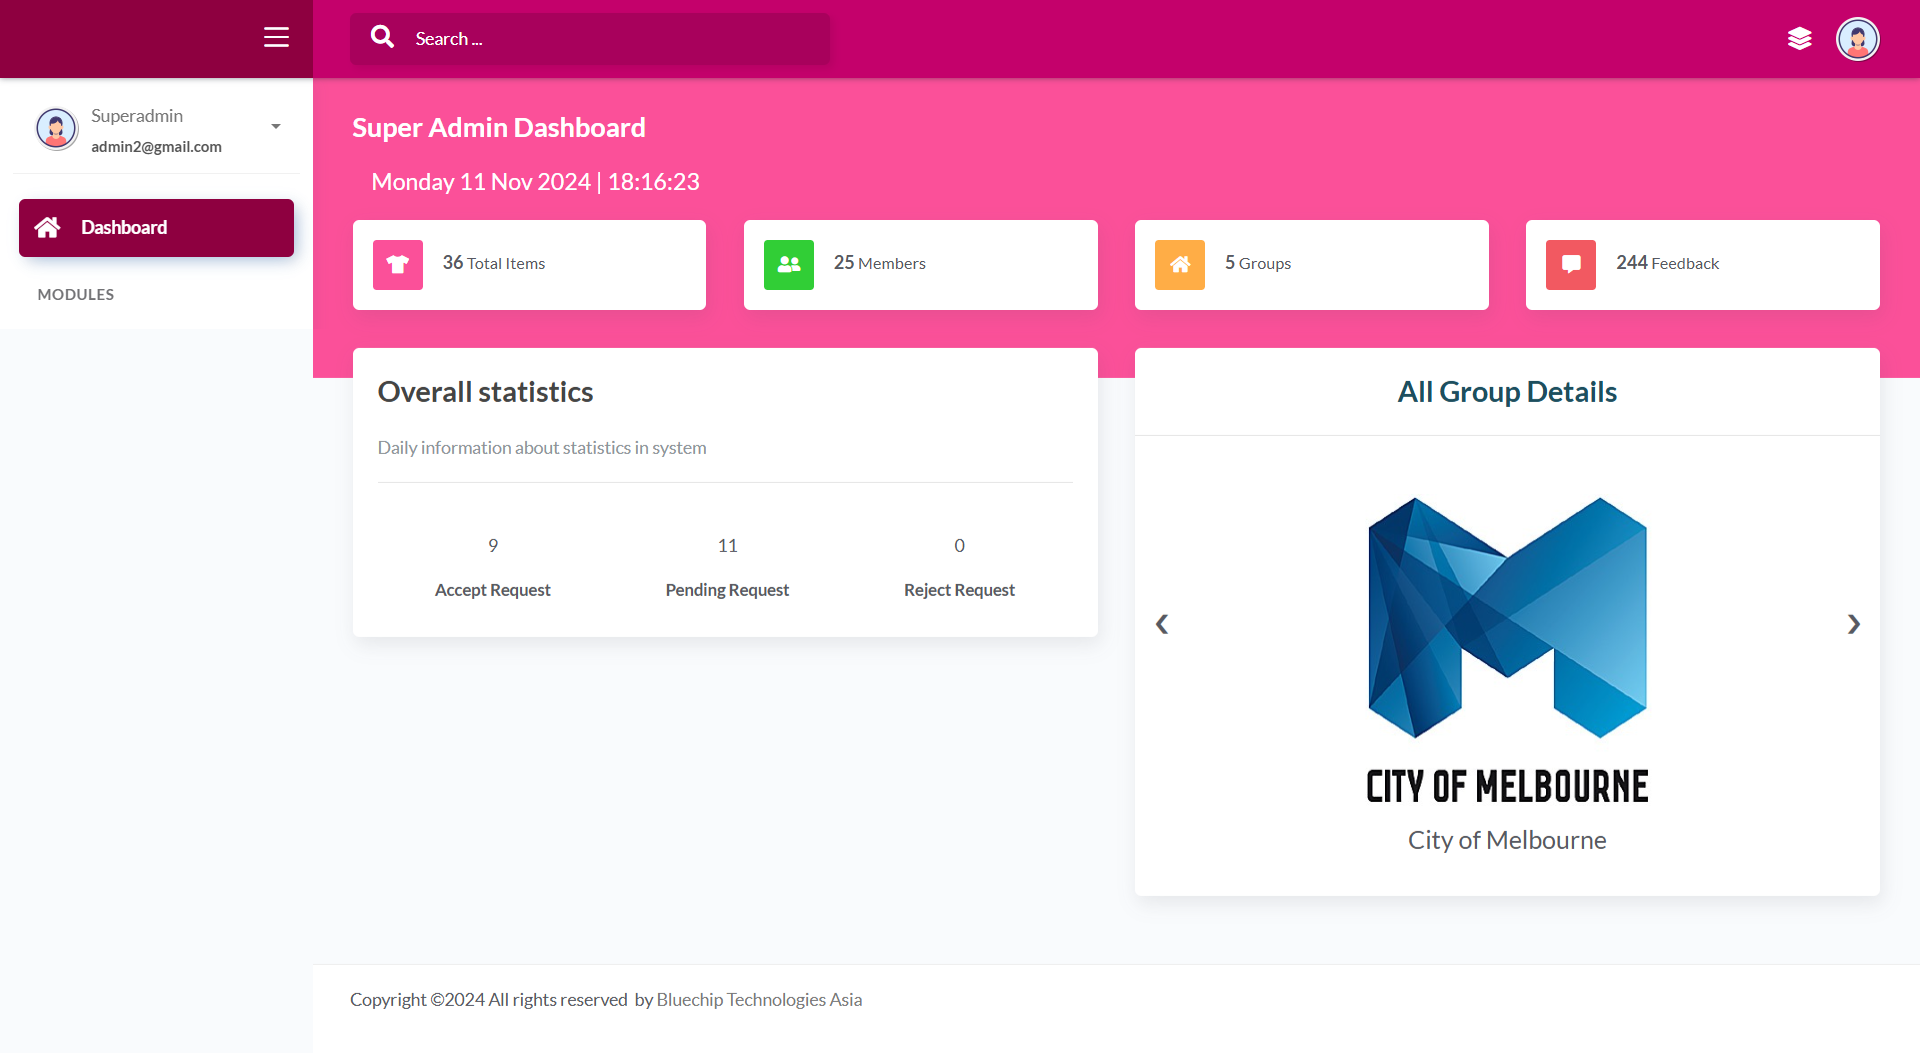 Search ...
Superadmin
admin2@gmail.com
Dashboard
MODULES
Super Admin Dashboard
Monday 11 Nov 2024 | 18:16:23
36 Total Items
25 Members
5 Groups
244 Feedback
Overall statistics
Daily information about statistics in system
9
Accept Request
11
Pending Request
0
Reject Request
All Group Details
CITY OF MELBOURNE
City of Melbourne
Copyright ©2024 All rights reserved by Bluechip Technologies Asia